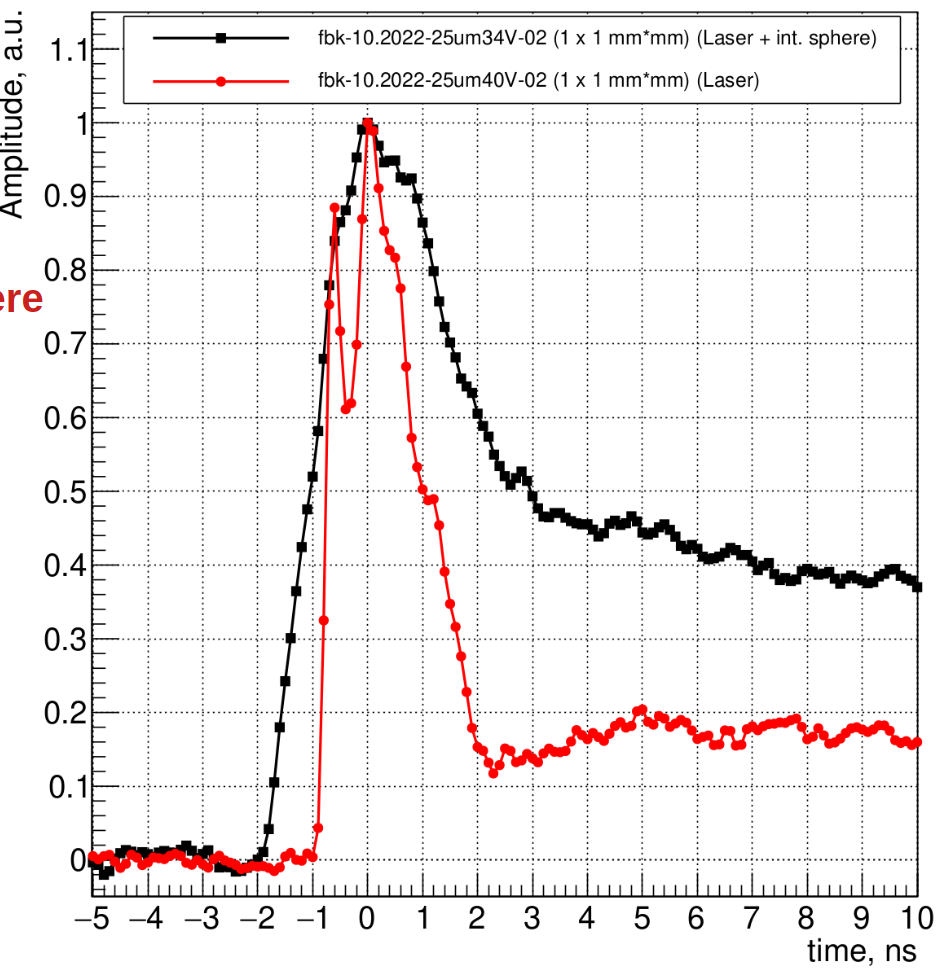 Amplitude, a.u.
fbk-10.2022-25um34V-02 (1 x 1 mm*mm) (Laser + int. sphere)
fbk-10.2022-25um40V-02 (1 x 1 mm*mm) (Laser)
1.1
1
0.9
0.8
ere
0.7
0.6
0.5
0.4
0.3
0.2
0.1
0
−5 −4 −3 −2 −1 0 1 2 3 4 5 6 7 8 9 10
time, ns